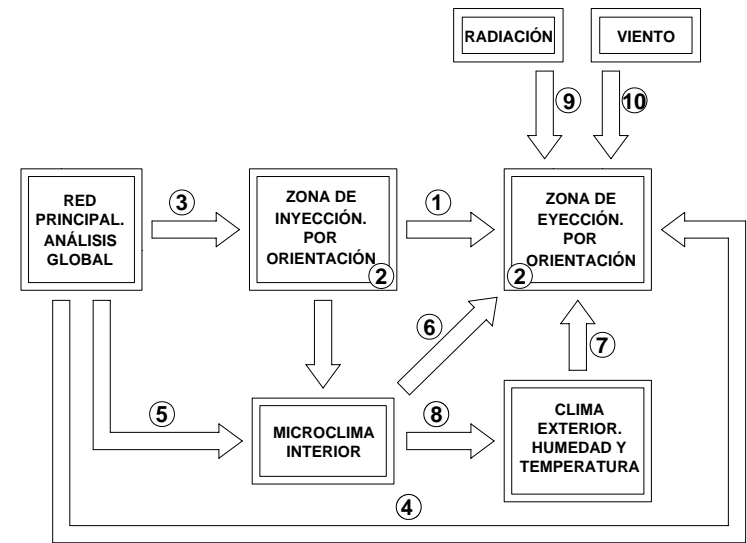 RADIACIÓN
VIENTO
9
10
RED
PRINCIPAL.
ANÁLISIS
GLOBAL
3
ZONA DE
INYECCIÓN.
POR
ORIENTACIÓN
2
1
ZONA DE
EYECCIÓN.
POR
ORIENTACIÓN
2
6
7
5
MICROCLIMA
INTERIOR
8
CLIMA
EXTERIOR.
HUMEDAD Y
TEMPERATURA
4